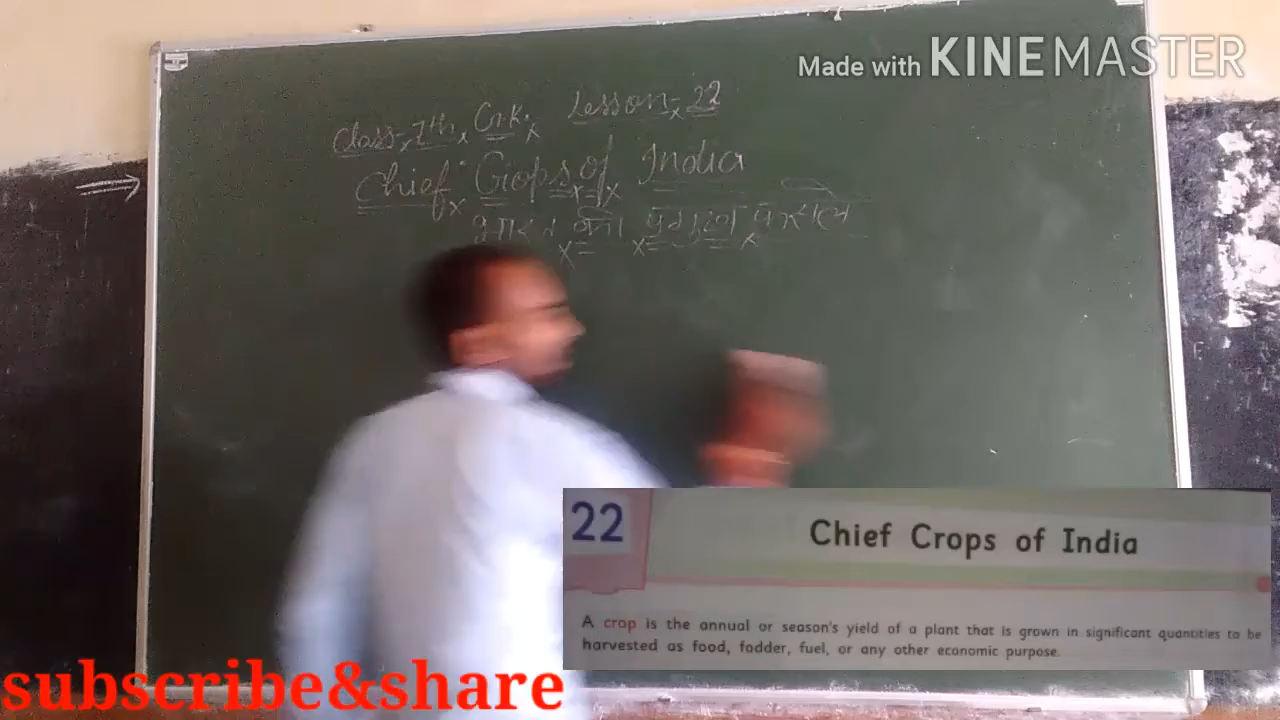 Made with KINEMASTER
Class-7th, G.K. Lesson-22
Chief Crops of India
भारत की प्रमुख फसलें
22
Chief Crops of India
A crop is the annual or season's yield of a plant that is grown in significant quantities to be
harvested as food, fodder, fuel, or any other economic purpose.
subscribe&share